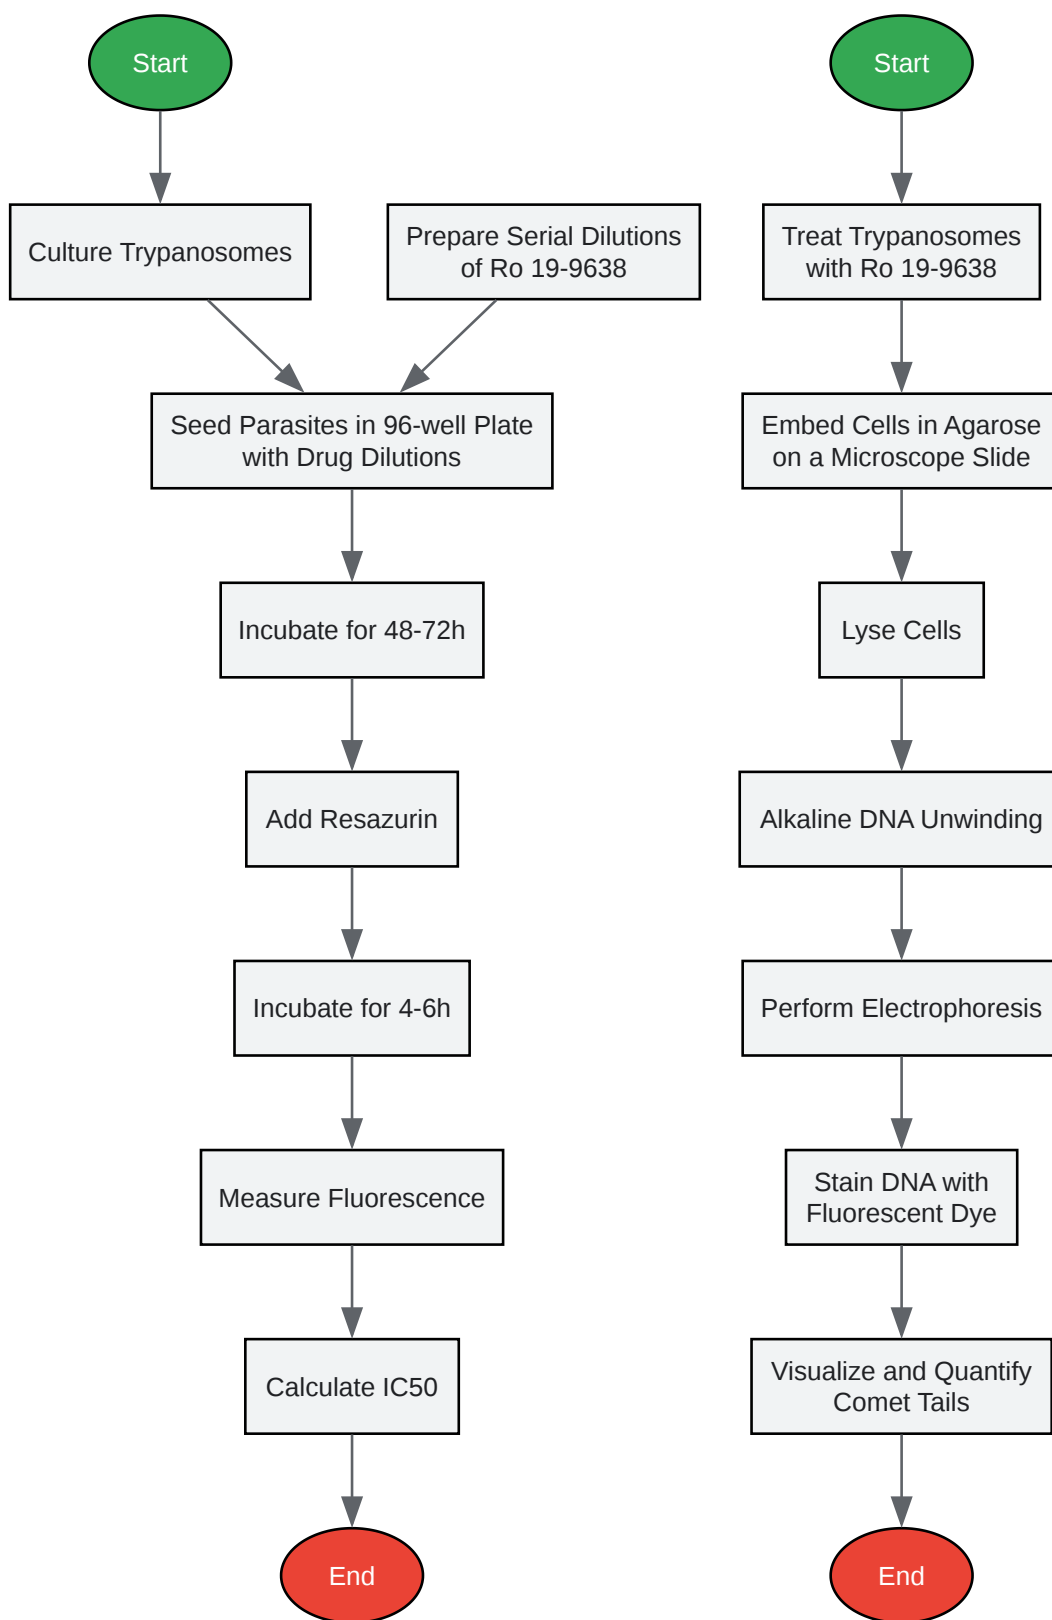 Start
Culture Trypanosomes
Prepare Serial Dilutions
of Ro 19-9638
Seed Parasites in 96-well Plate
with Drug Dilutions
Incubate for 48-72h
Add Resazurin
Incubate for 4-6h
Measure Fluorescence
Calculate IC50
End
Start
Treat Trypanosomes
with Ro 19-9638
Embed Cells in Agarose
on a Microscope Slide
Lyse Cells
Alkaline DNA Unwinding
Perform Electrophoresis
Stain DNA with
Fluorescent Dye
Visualize and Quantify
Comet Tails
End